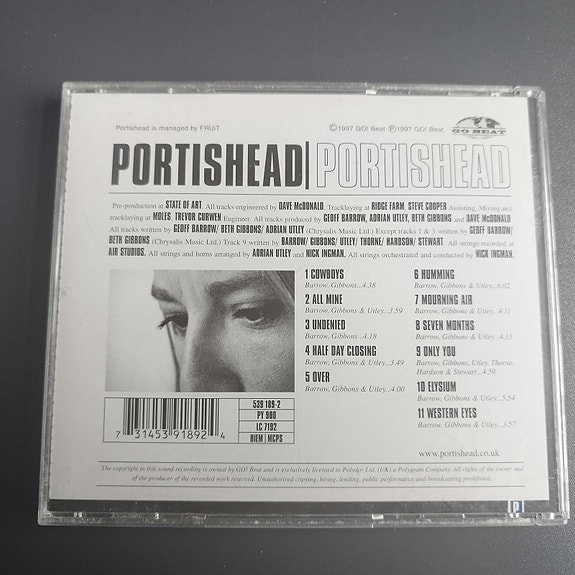 Portishead is managed by FRUiT
©1997 GO! Beat ℗1997 GO! Beat.
GO BEAT
PORTISHEAD|PORTISHEAD
Pre-production at STATE OF ART. All tracks engineered by DAVE McDONALD. Tracklaying at RIDGE FARM, STEVE COOPER Assisting, Mixing and
tracklaying at MOLES, TREVOR CURWEN Engineer. All tracks produced by GEOFF BARROW, ADRIAN UTLEY, BETH GIBBONS and DAVE McDONALD
All tracks written by GEOFF BARROW/ BETH GIBBONS/ ADRIAN UTLEY (Chrysalis Music Ltd.) Except tracks 1 & 3 written by GEOFF BARROW/
BETH GIBBONS (Chrysalis Music Ltd.) Track 9 written by BARROW/ GIBBONS/ UTLEY/ THORNE/ HARDSON/ STEWART All strings recorded at
AIR STUDIOS. All strings and horns arranged by ADRIAN UTLEY and NICK INGMAN. All strings orchestrated and conducted by NICK INGMAN.
1 COWBOYS
Barrow, Gibbons...4.38
2 ALL MINE
Barrow, Gibbons & Utley...3.59
3 UNDENIED
Barrow, Gibbons...4.18
4 HALF DAY CLOSING
Barrow, Gibbons & Utley...3.49
5 OVER
Barrow, Gibbons & Utley...4.00
6 HUMMING
Barrow, Gibbons & Utley...6.02
7 MOURNING AIR
Barrow, Gibbons & Utley...4.11
8 SEVEN MONTHS
Barrow, Gibbons & Utley...4.15
9 ONLY YOU
Barrow, Gibbons, Utley, Thorne,
Hardson & Stewart...4.59
10 ELYSIUM
Barrow, Gibbons & Utley...5.54
11 WESTERN EYES
Barrow, Gibbons & Utley...3.57
539 189-2
PY 900
LC 7192
BIEM | MCPS
7 31453 91892 4
www.portishead.co.uk
The copyright in this sound recording is owned by GO! Beat and is exclusively licensed to Polydor Ltd. (UK) a Polygram Company. All rights of the owner and
of the producer of the recorded work reserved. Unauthorised copying, hiring, lending, public performance and broadcasting prohibited.
P